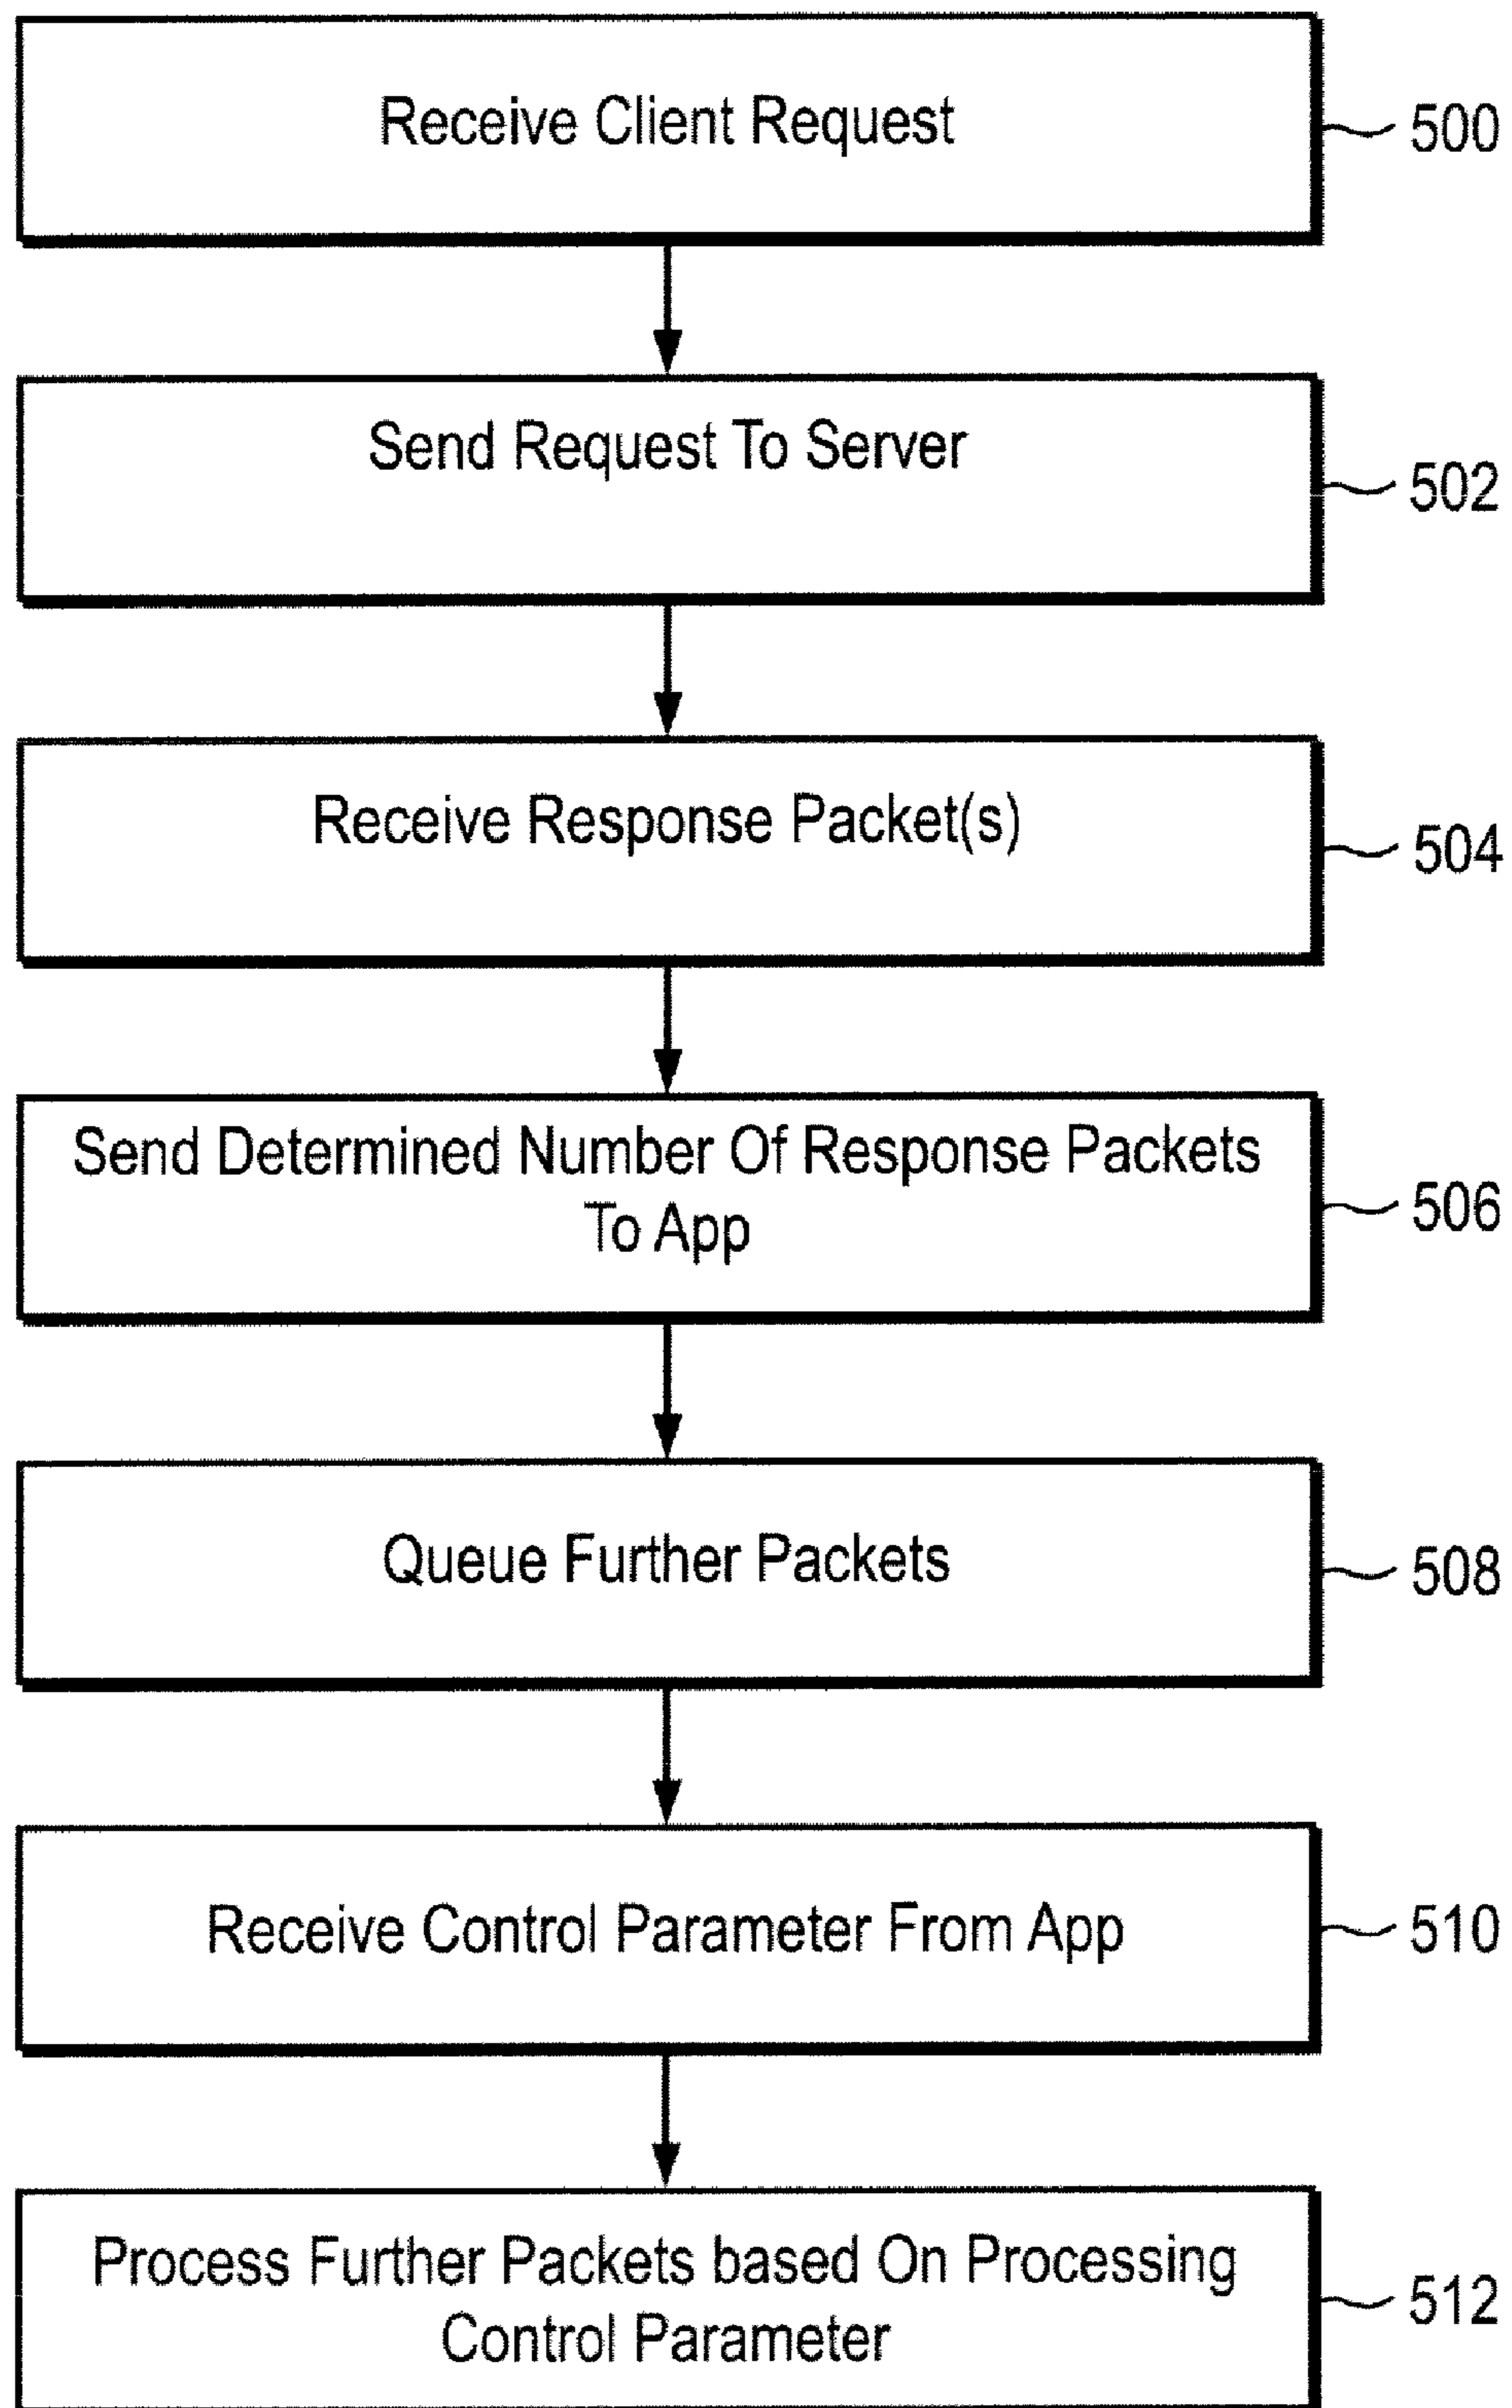 Receive Client Request
500
Send Request To Server
502
Receive Response Packet(s)
504
Send Determined Number Of Response Packets
To App
506
Queue Further Packets
508
Receive Control Parameter From App
510
Process Further Packets based On Processing
Control Parameter
512